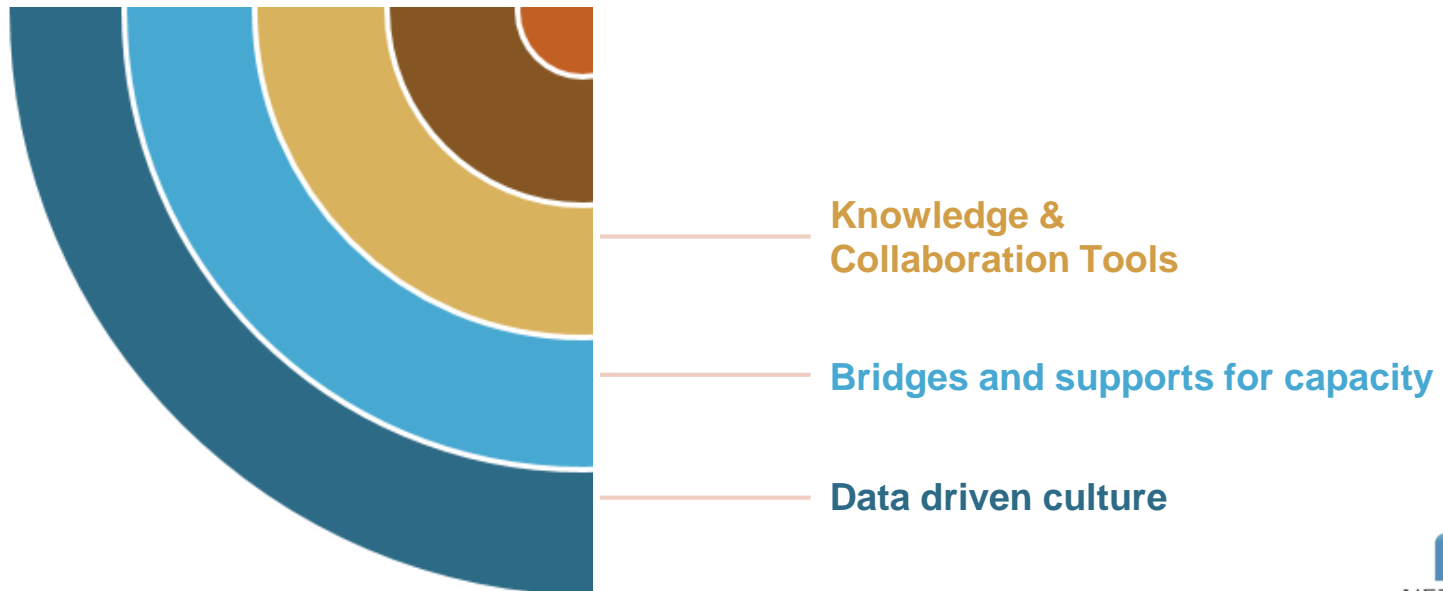 Knowledge &
Collaboration Tools
Bridges and supports for capacity
Data driven culture